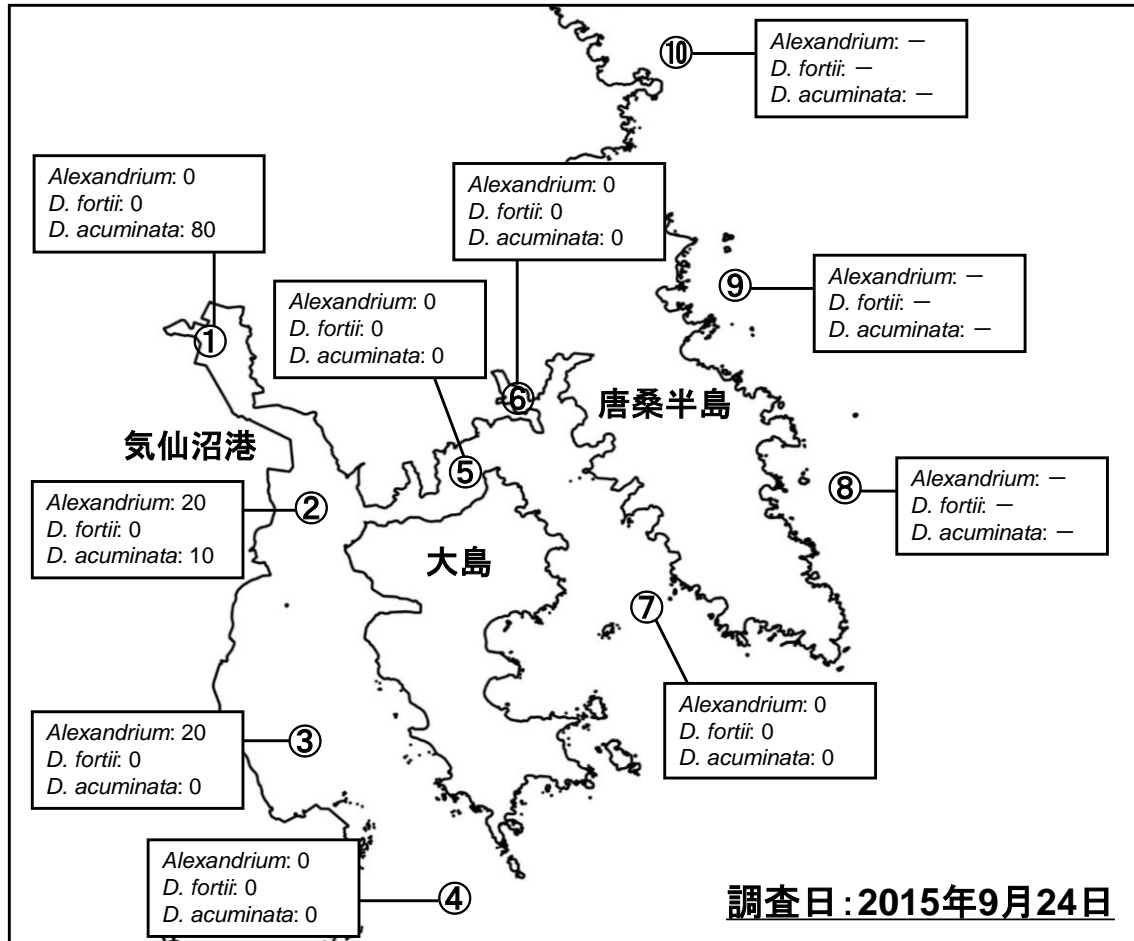 ⑩
Alexandrium: －
D. fortii: －
D. acuminata: －
Alexandrium: 0
D. fortii: 0
D. acuminata: 80
①
Alexandrium: 0
D. fortii: 0
D. acuminata: 0
⑥
Alexandrium: －
D. fortii: －
D. acuminata: －
⑨
Alexandrium: 0
D. fortii: 0
D. acuminata: 0
⑤
唐桑半島
気仙沼港
Alexandrium: 20
D. fortii: 0
D. acuminata: 10
②
Alexandrium: －
D. fortii: －
D. acuminata: －
⑧
大島
⑦
Alexandrium: 0
D. fortii: 0
D. acuminata: 0
Alexandrium: 20
D. fortii: 0
D. acuminata: 0
③
Alexandrium: 0
D. fortii: 0
D. acuminata: 0
④
調査日：2015年9月24日